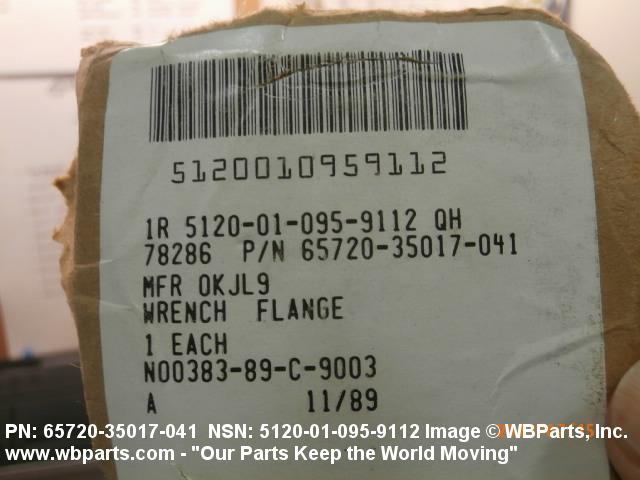 5120010959112
1R 5120-01-095-9112 QH
78286 P/N 65720-35017-041
MFR OKJL9
WRENCH FLANGE
1 EACH
N00383-89-C-9003
A 11/89
PN: 65720-35017-041 NSN: 5120-01-095-9112 Image © WBParts, Inc.
www.wbparts.com - "Our Parts Keep the World Moving"